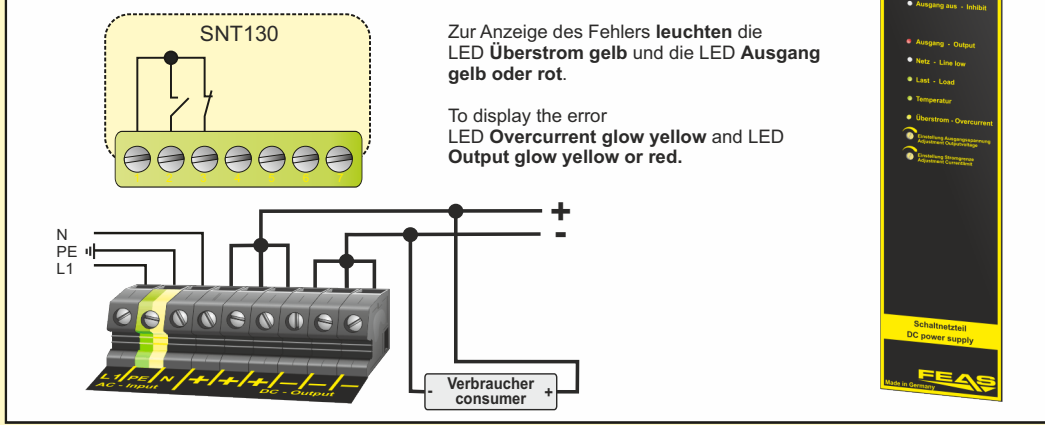 SNT130
Zur Anzeige des Fehlers leuchten die
LED Überstrom gelb und die LED Ausgang
gelb oder rot.
To display the error
LED Overcurrent glow yellow and LED
Output glow yellow or red.
N
PE
L1
+
-
L1 PE N + + + - - -
AC - Input
DC - Output
- Verbraucher +
consumer
Ausgang aus - Inhibit
Ausgang - Output
Netz - Line low
Last - Load
Temperatur
Überstrom - Overcurrent
Einstellung Ausgangsspannung
Adjustment Outputvoltage
Einstellung Stromgrenze
Adjustment Currentlimit
Schaltnetzteil
DC power supply
FEAS
Made in Germany